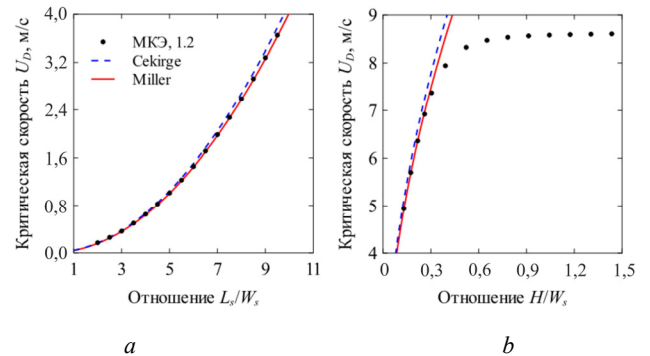 Критическая скорость U_D, м/с
4,0
3,2
2,4
1,6
0,8
0,0
МКЭ, 1.2
Cekirge
Miller
1 3 5 7 9 11
Отношение L_s/W_s
a
Критическая скорость U_D, м/с
9
8
7
6
5
4
0 0,3 0,6 0,9 1,2 1,5
Отношение H/W_s
b